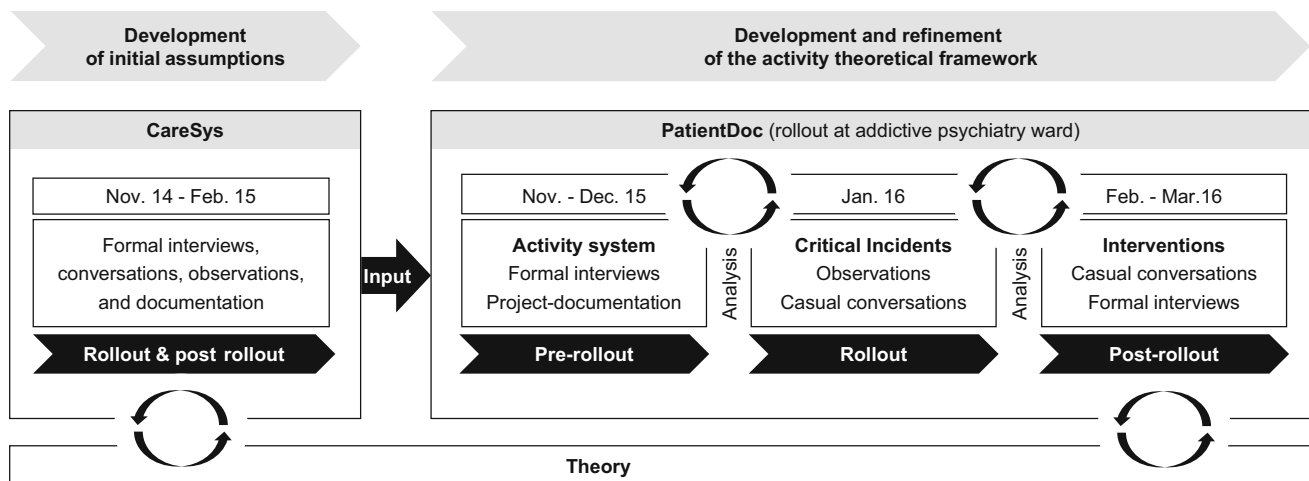 Development
of initial assumptions
Development and refinement
of the activity theoretical framework
CareSys
Nov. 14 - Feb. 15
Formal interviews,
conversations, observations,
and documentation
Rollout & post rollout
Input
PatientDoc (rollout at addictive psychiatry ward)
Nov. - Dec. 15
Activity system
Formal interviews
Project-documentation
Pre-rollout
Analysis
Jan. 16
Critical Incidents
Observations
Casual conversations
Rollout
Analysis
Feb. - Mar.16
Interventions
Casual conversations
Formal interviews
Post-rollout
Theory